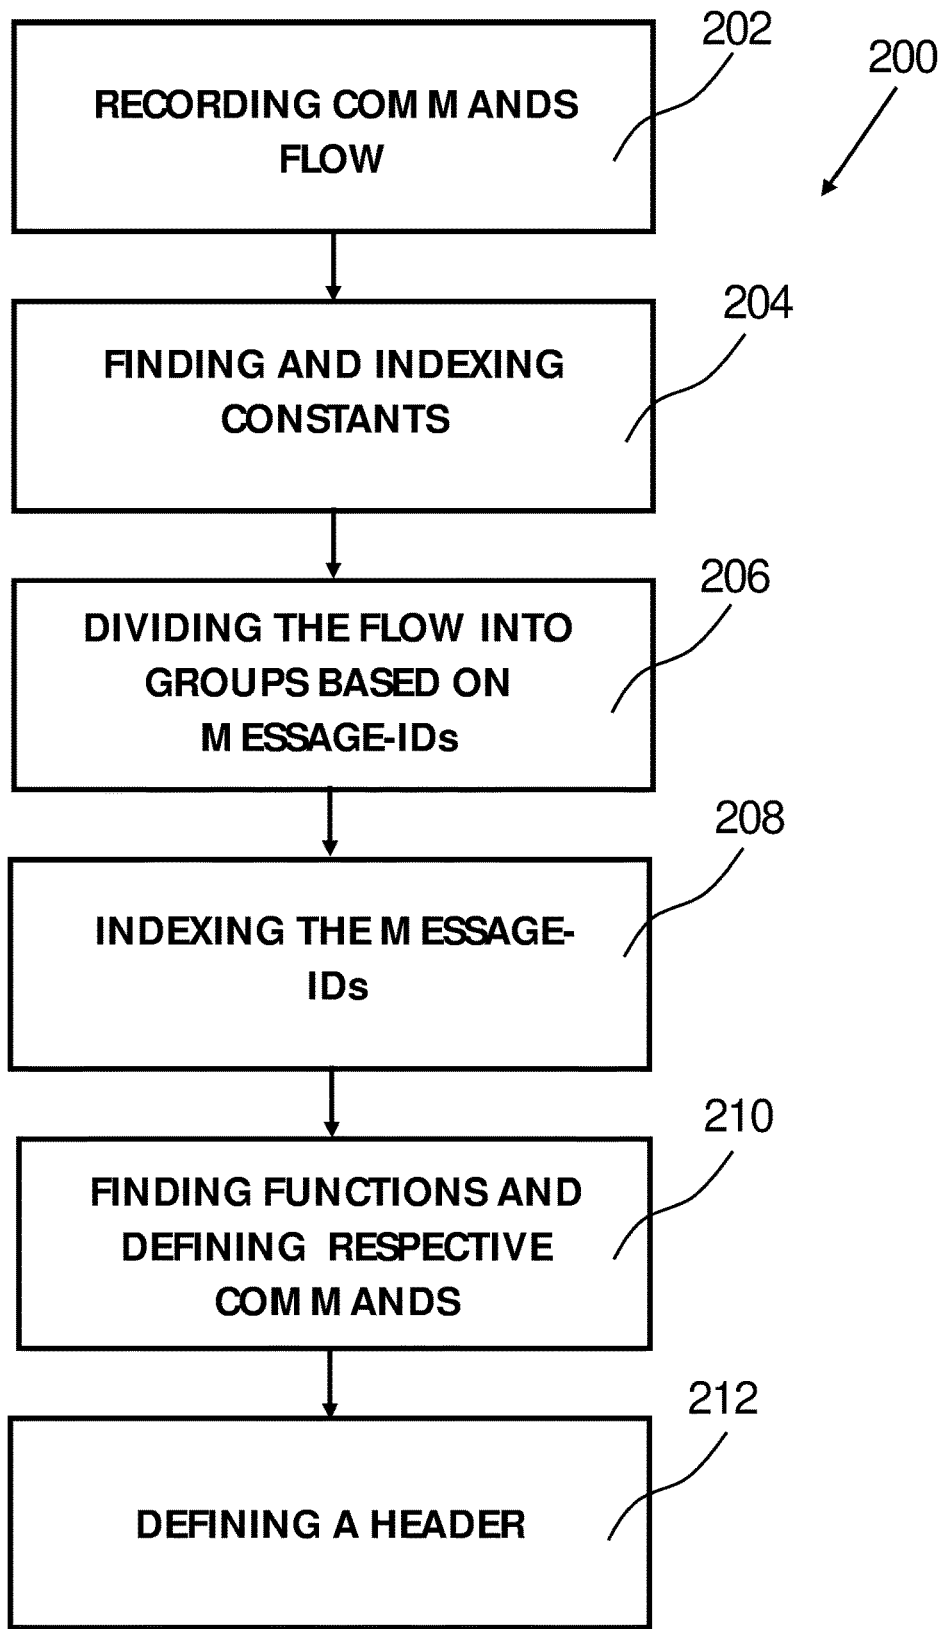 202
200
RECORDING COMMANDS
FLOW
204
FINDING AND INDEXING
CONSTANTS
206
DIVIDING THE FLOW INTO
GROUPS BASED ON
MESSAGE-IDs
208
INDEXING THE MESSAGE-
IDs
210
FINDING FUNCTIONS AND
DEFINING RESPECTIVE
COMMANDS
212
DEFINING A HEADER